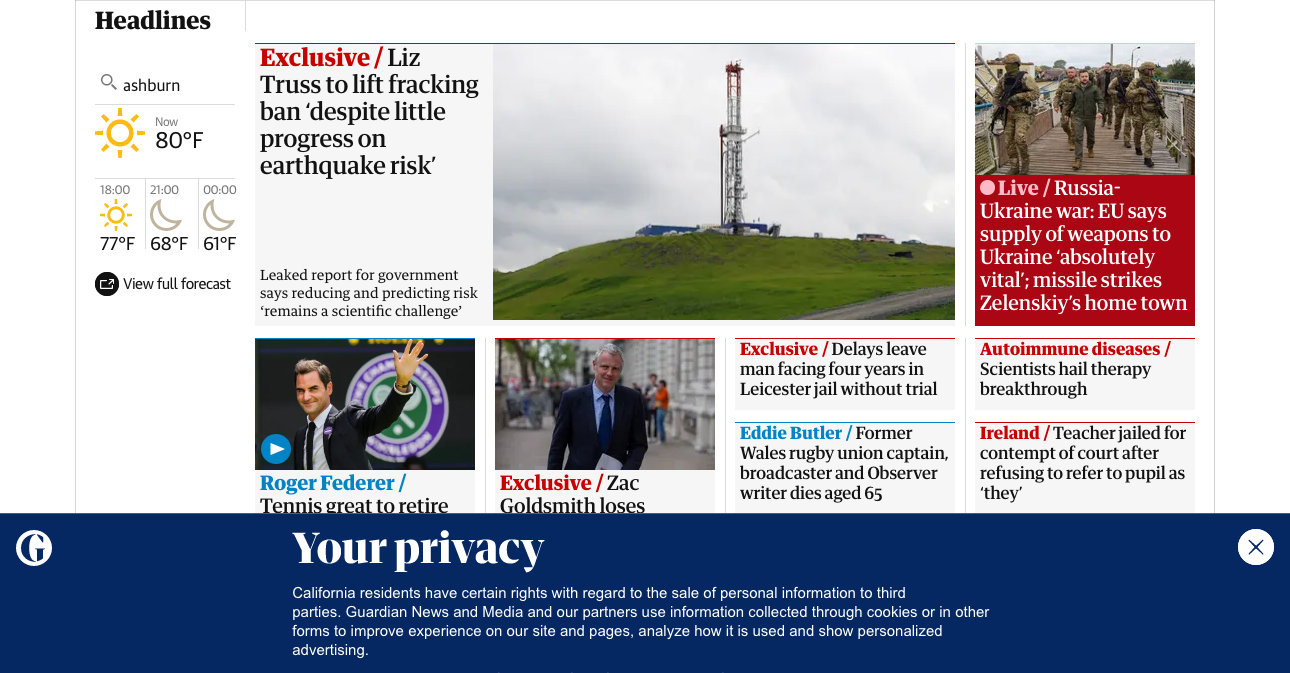 Headlines
ashburn
Now
80°F
18:00
21:00
00:00
77°F
68°F
61°F
View full forecast
Exclusive / Liz
Truss to lift fracking
ban ‘despite little
progress on
earthquake risk’
Leaked report for government
says reducing and predicting risk
‘remains a scientific challenge’
Live / Russia-
Ukraine war: EU says
supply of weapons to
Ukraine ‘absolutely
vital’; missile strikes
Zelenskiy’s home town
Roger Federer /
Tennis great to retire
Exclusive / Zac
Goldsmith loses
Exclusive / Delays leave
man facing four years in
Leicester jail without trial
Eddie Butler / Former
Wales rugby union captain,
broadcaster and Observer
writer dies aged 65
Autoimmune diseases /
Scientists hail therapy
breakthrough
Ireland / Teacher jailed for
contempt of court after
refusing to refer to pupil as
‘they’
Your privacy
California residents have certain rights with regard to the sale of personal information to third
parties. Guardian News and Media and our partners use information collected through cookies or in other
forms to improve experience on our site and pages, analyze how it is used and show personalized
advertising.